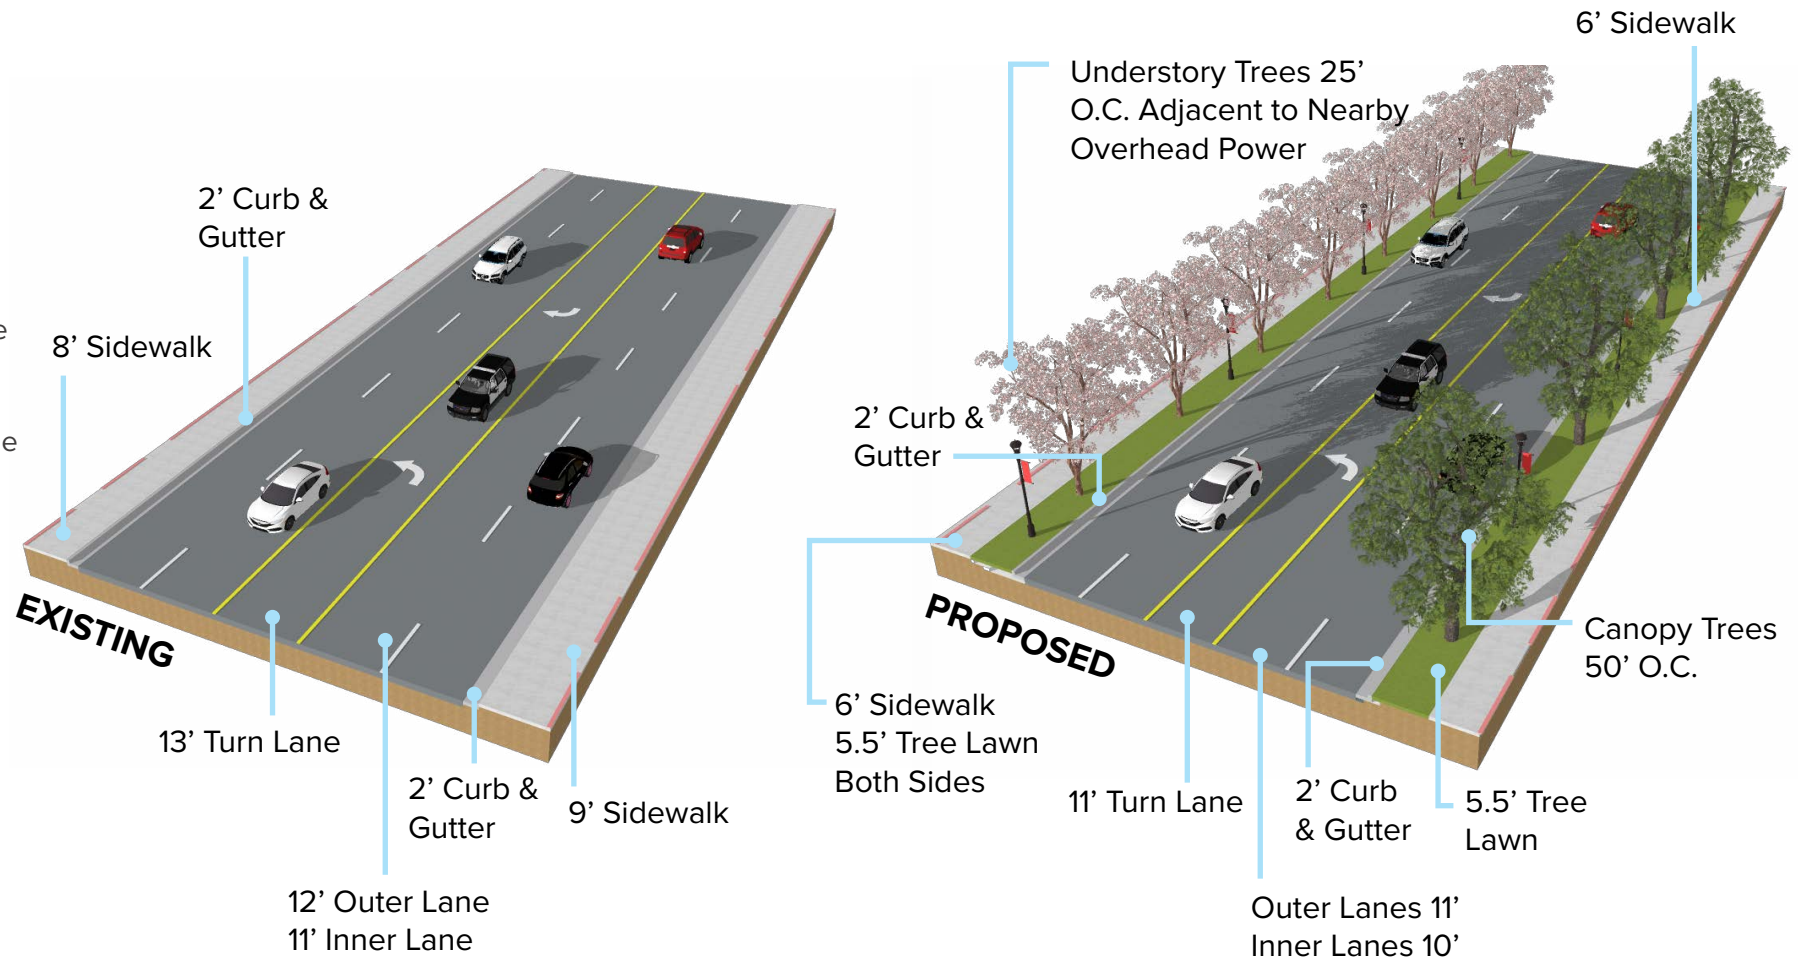 6’ Sidewalk
Understory Trees 25’
O.C. Adjacent to Nearby
Overhead Power
2’ Curb &
Gutter
e
8’ Sidewalk
e
2’ Curb &
Gutter
EXISTING
PROPOSED
Canopy Trees
50’ O.C.
6’ Sidewalk
5.5’ Tree Lawn
Both Sides
13’ Turn Lane
2’ Curb &
Gutter
9’ Sidewalk
11’ Turn Lane
2’ Curb
& Gutter
5.5’ Tree
Lawn
12’ Outer Lane
11’ Inner Lane
Outer Lanes 11’
Inner Lanes 10’